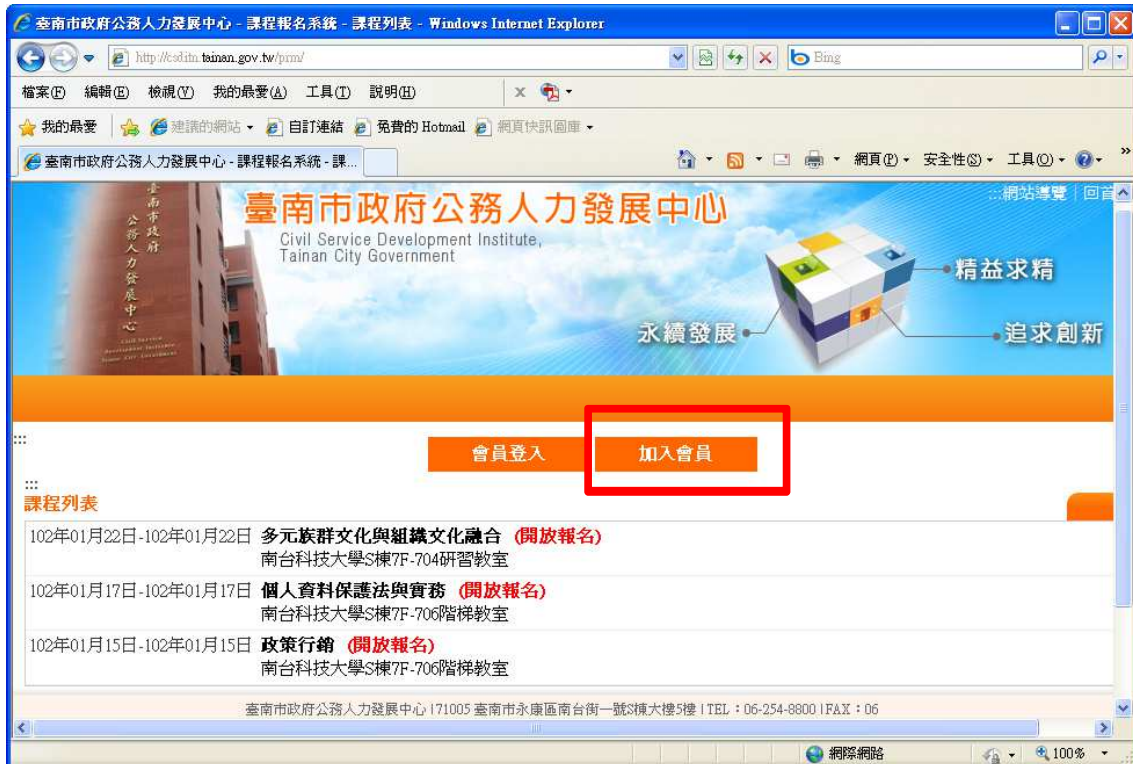 臺南市政府公務人力發展中心 - 課程報名系統 - 課程列表 - Windows Internet Explorer
http://csditn.tainan.gov.tw/prm/
Bing
檔案(F) 編輯(E) 檢視(V) 我的最愛(A) 工具(T) 說明(H)
我的最愛 建議的網站 自訂連結 免費的 Hotmail 網頁快訊圖庫
臺南市政府公務人力發展中心 - 課程報名系統 - 課...
網頁(P) 安全性(S) 工具(O)
:::網站導覽 | 回首
臺南市政府
公務人力發展中心
臺南市政府公務人力發展中心
Civil Service Development Institute,
Tainan City Government
精益求精
永續發展
追求創新
:::
會員登入 加入會員
:::
課程列表
102年01月22日-102年01月22日 多元族群文化與組織文化融合 (開放報名)
南台科技大學S棟7F-704研習教室
102年01月17日-102年01月17日 個人資料保護法與實務 (開放報名)
南台科技大學S棟7F-706階梯教室
102年01月15日-102年01月15日 政策行銷 (開放報名)
南台科技大學S棟7F-706階梯教室
臺南市政府公務人力發展中心 | 71005 臺南市永康區南台街一號S棟大樓5樓 | TEL：06-254-8800 | FAX：06
網際網路
100%